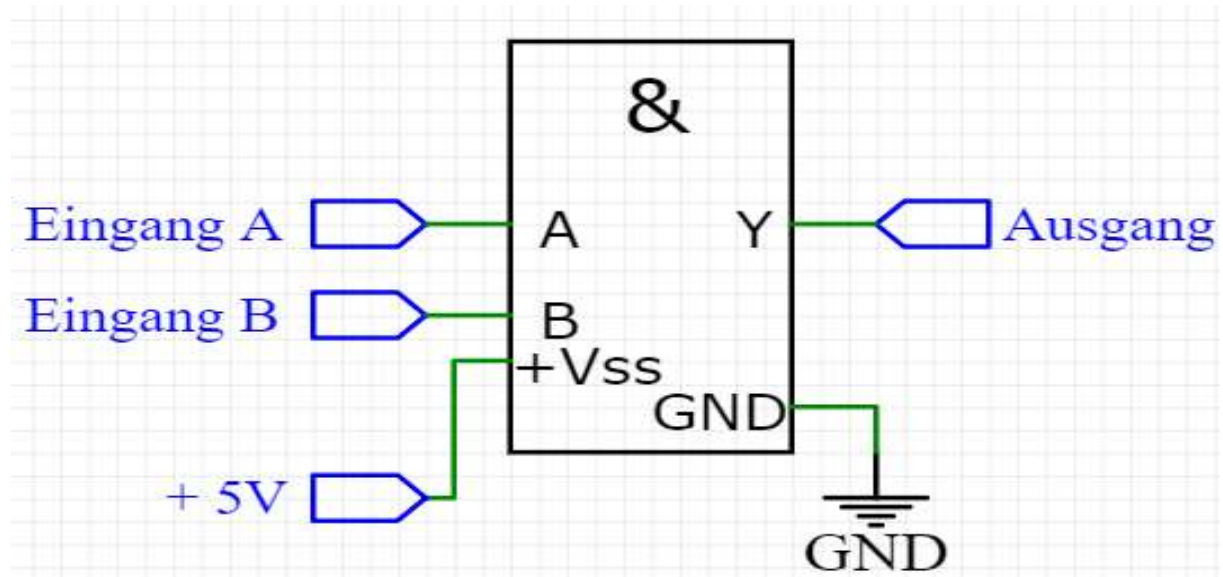 &
Eingang A
A
Y
Ausgang
Eingang B
B
+Vss
GND
+ 5V
GND